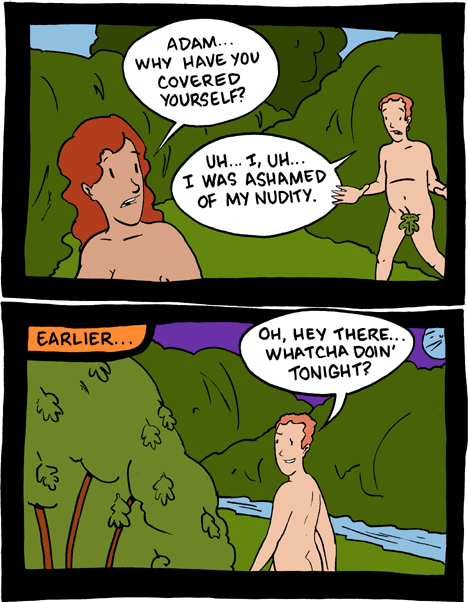 ADAM...
WHY HAVE YOU
COVERED
YOURSELF?
UH... I, UH...
I WAS ASHAMED
OF MY NUDITY.
EARLIER...
OH, HEY THERE...
WHATCHA DOIN'
TONIGHT?